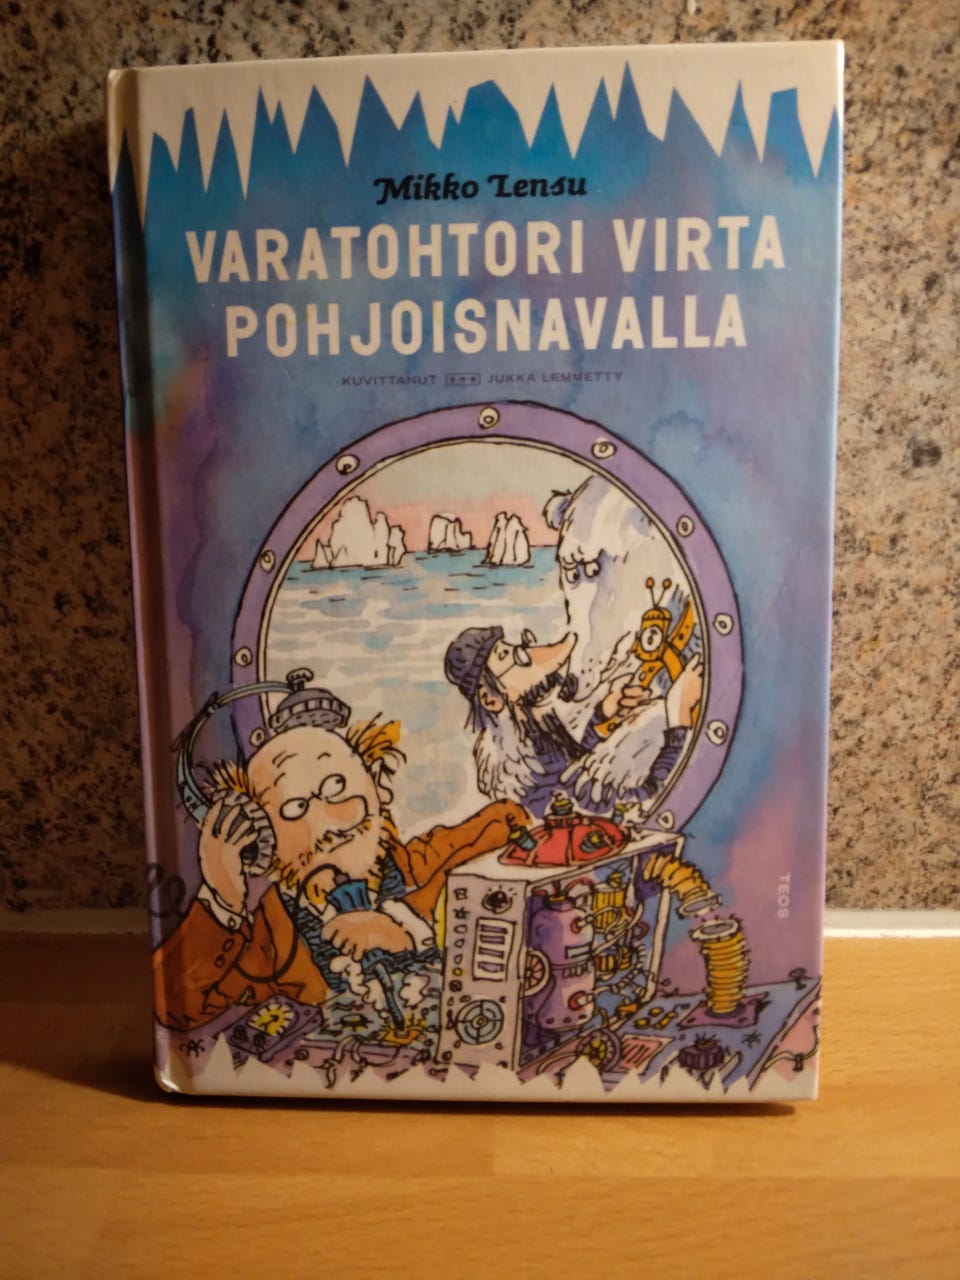 Mikko Lensu
VARATOHTORI VIRTA
POHJOISNAVALLA
KUVITTANUT *** JUKKA LEMMETTY
TEOS